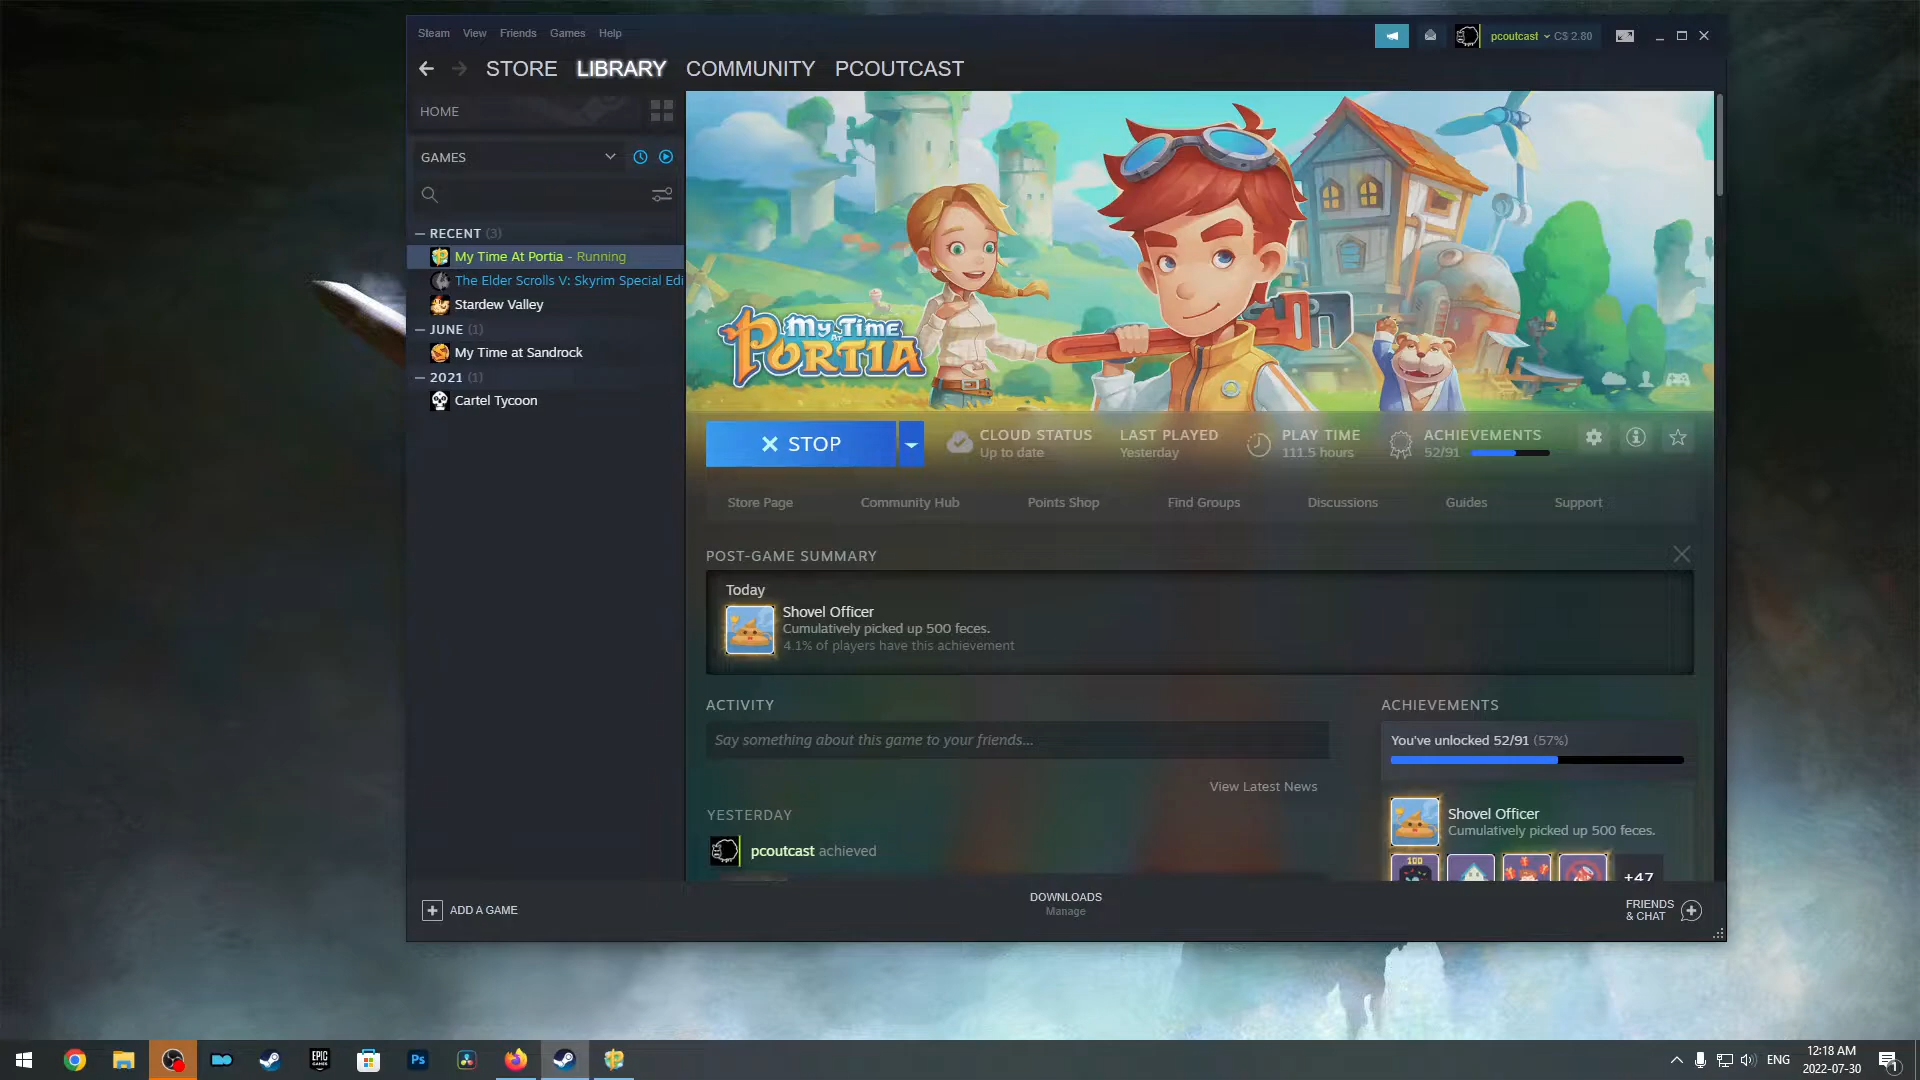 Steam View Friends Games Help
pcoutcast C$ 2.80
STORE LIBRARY COMMUNITY PCOUTCAST
HOME
GAMES
RECENT (3)
My Time At Portia - Running
The Elder Scrolls V: Skyrim Special Edi
Stardew Valley
JUNE (1)
My Time at Sandrock
2021 (1)
Cartel Tycoon
My Time
AT
PORTIA
STOP
CLOUD STATUS
Up to date
LAST PLAYED
Yesterday
PLAY TIME
111.5 hours
ACHIEVEMENTS
52/91
Store Page Community Hub Points Shop Find Groups Discussions Guides Support
POST-GAME SUMMARY
Today
Shovel Officer
Cumulatively picked up 500 feces.
4.1% of players have this achievement
ACTIVITY
Say something about this game to your friends...
View Latest News
YESTERDAY
pcoutcast achieved
ACHIEVEMENTS
You've unlocked 52/91 (57%)
Shovel Officer
Cumulatively picked up 500 feces.
100
+47
ADD A GAME
DOWNLOADS
Manage
FRIENDS
& CHAT
EPIC
GAMES
Ps
ENG
12:18 AM
2022-07-30
1